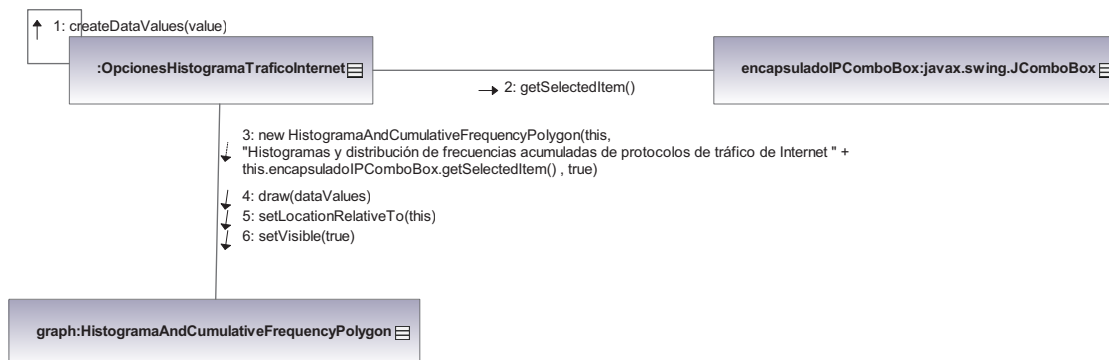 1: createDataValues(value)
:OpcionesHistogramaTraficoInternet
encapsuladoIPComboBox:javax.swing.JComboBox
2: getSelectedItem()
3: new HistogramaAndCumulativeFrequencyPolygon(this,
"Histogramas y distribución de frecuencias acumuladas de protocolos de tráfico de Internet " +
this.encapsuladoIPComboBox.getSelectedItem() , true)
4: draw(dataValues)
5: setLocationRelativeTo(this)
6: setVisible(true)
graph:HistogramaAndCumulativeFrequencyPolygon